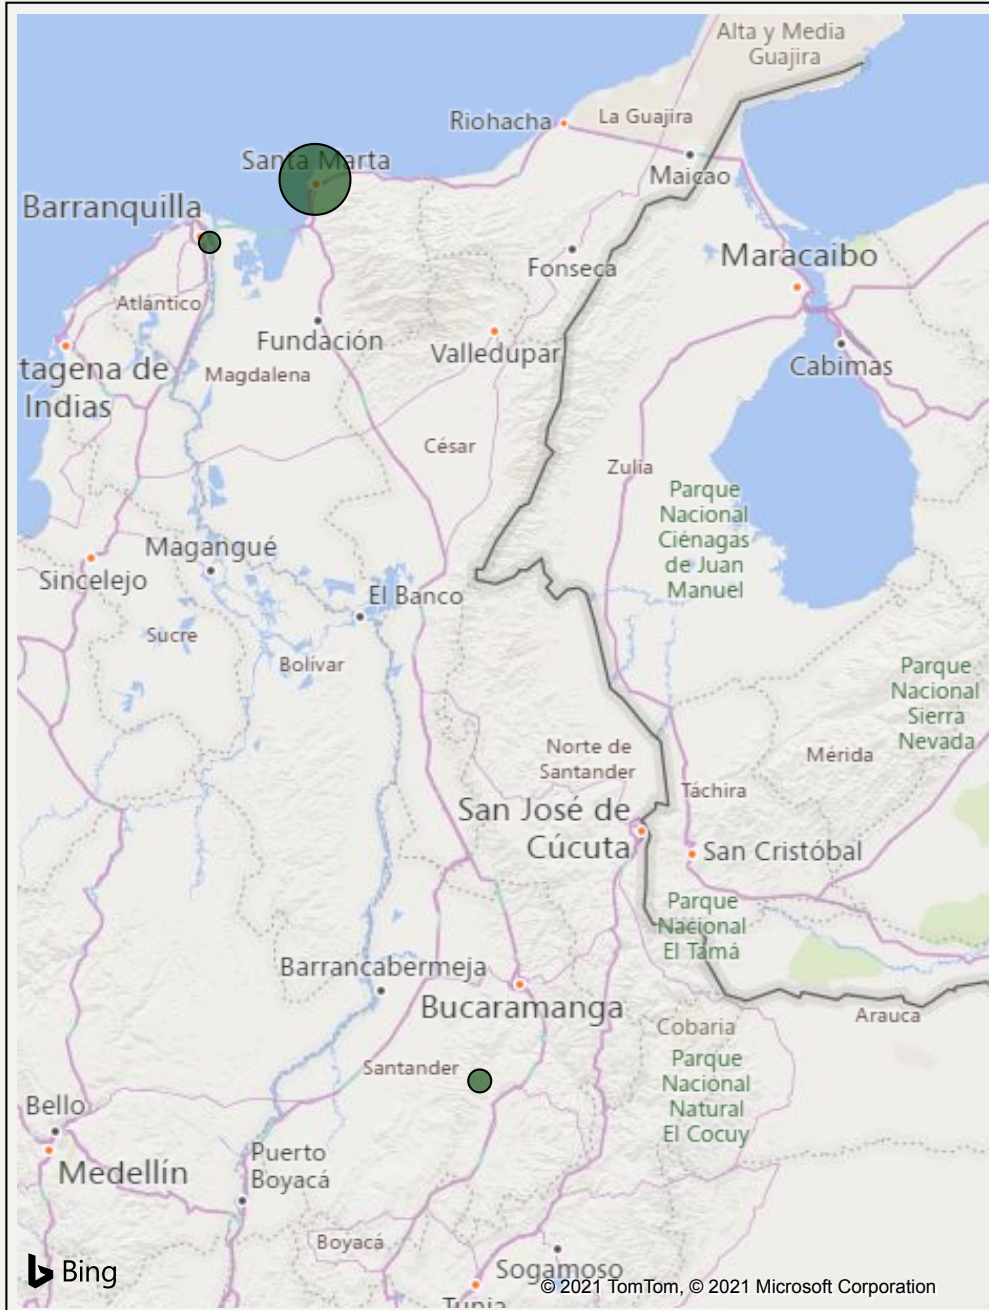 Alta y Media
Guajira
Riohacha
La Guajira
Santa Marta
Maicao
Barranquilla
Fonseca
Maracaibo
Atlántico
Fundación
Valledupar
Cabimas
tagena de
Indias
Magdalena
César
Zulia
Parque
Nacional
Ciénagas
de Juan
Manuel
Magangué
Sincelejo
El Banco
Sucre
Bolívar
Parque
Nacional
Sierra
Nevada
Norte de
Santander
Mérida
Táchira
San José de
Cúcuta
San Cristóbal
Parque
Nacional
El Tamá
Barrancabermeja
Bucaramanga
Arauca
Cobaria
Santander
Parque
Nacional
Natural
El Cocuy
Bello
Medellín
Puerto
Boyacá
Boyacá
Sogamoso
Tunja
Bing
© 2021 TomTom, © 2021 Microsoft Corporation